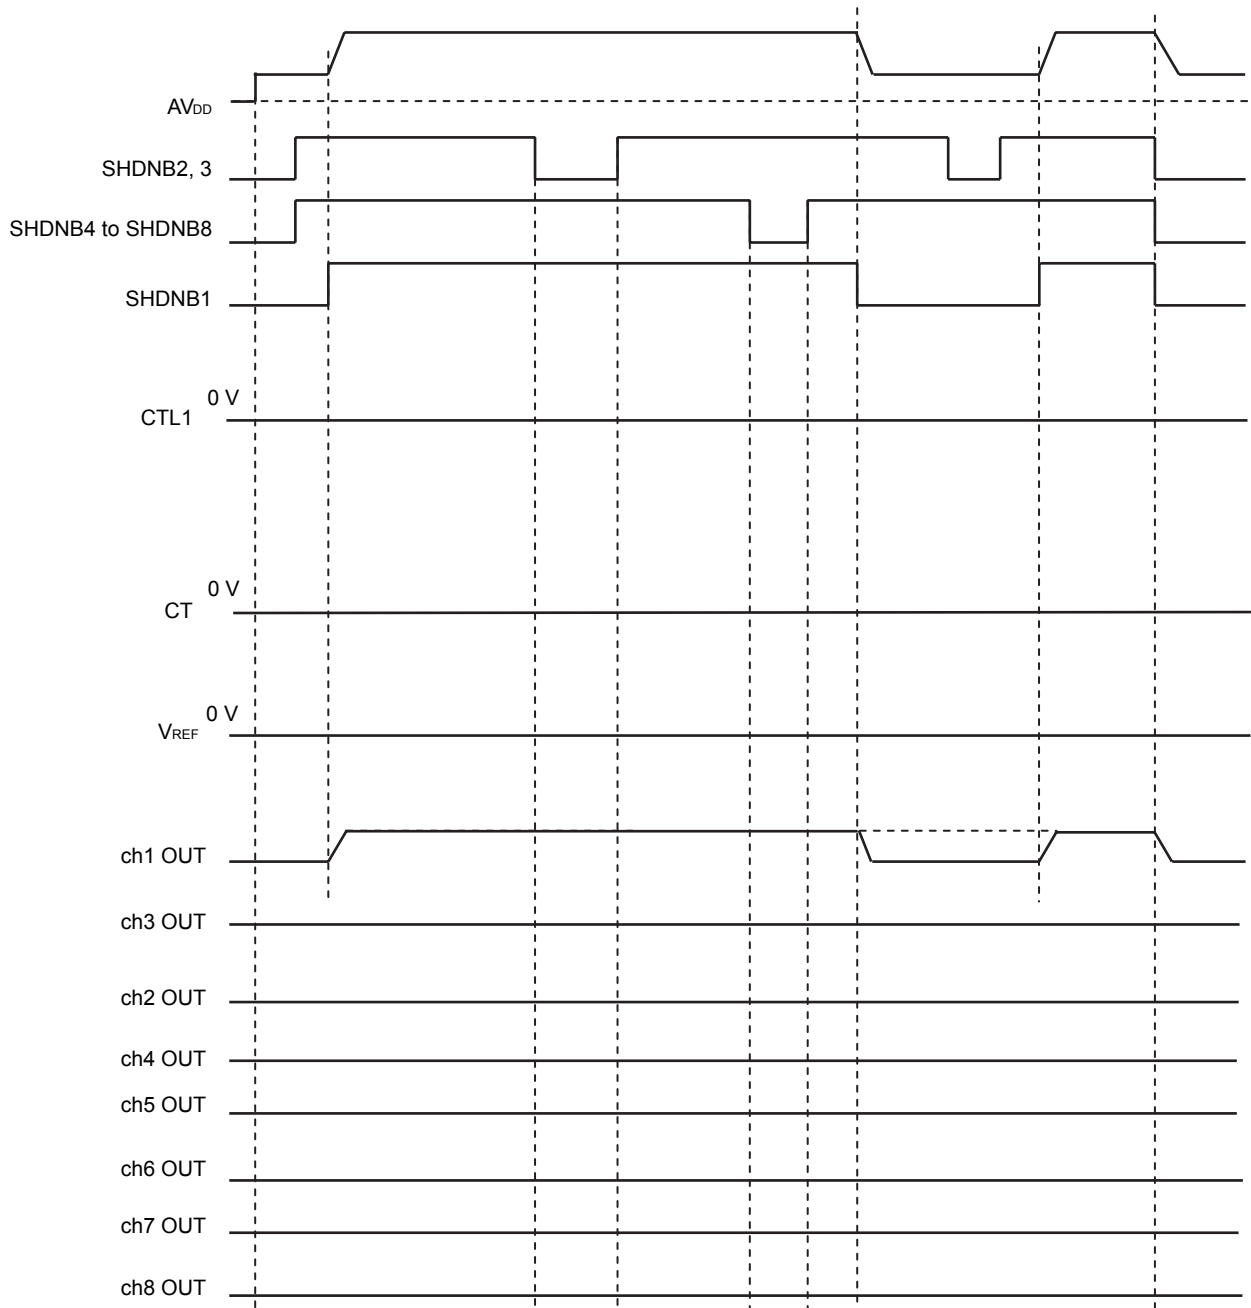 AVDD
SHDNB2, 3
SHDNB4 to SHDNB8
SHDNB1
0 V
CTL1
0 V
CT
0 V
VREF
ch1 OUT
ch3 OUT
ch2 OUT
ch4 OUT
ch5 OUT
ch6 OUT
ch7 OUT
ch8 OUT